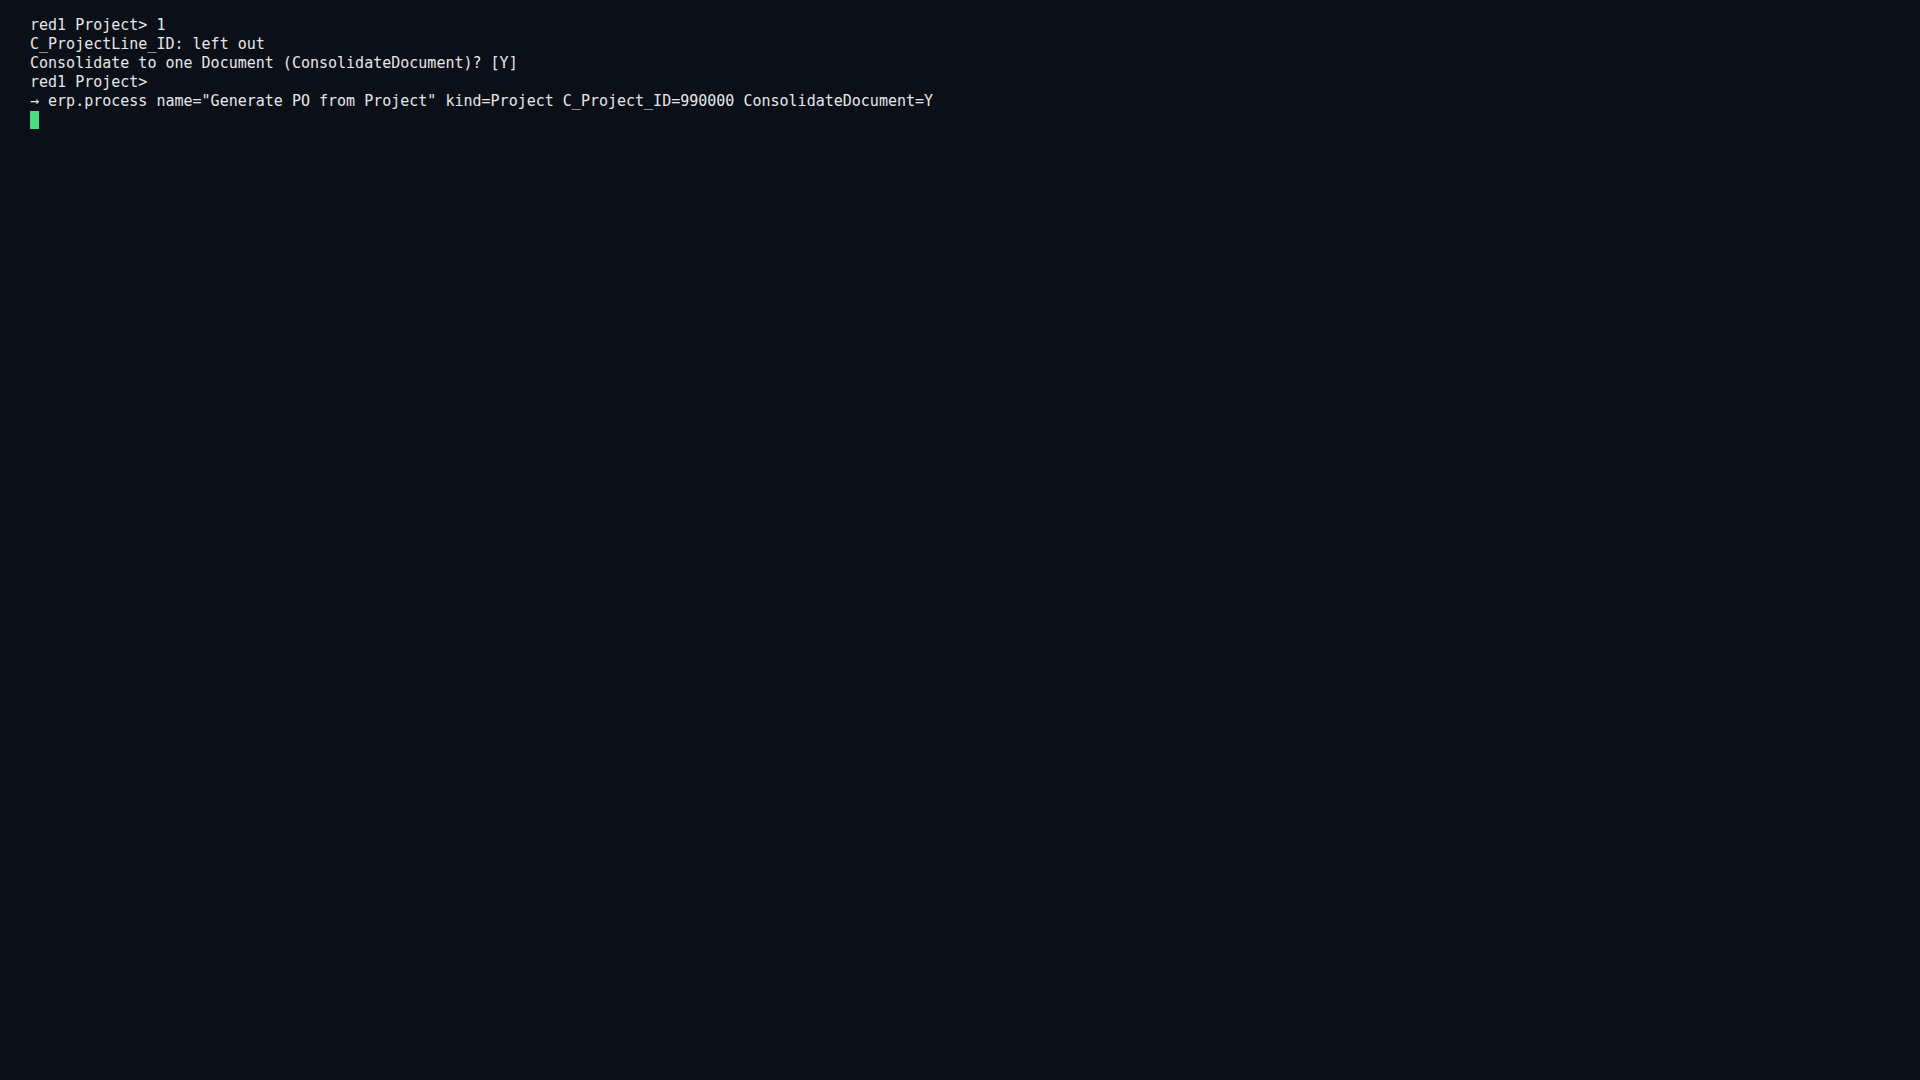 red1 Project> 1
C_ProjectLine_ID: left out
Consolidate to one Document (ConsolidateDocument)? [Y]
red1 Project>
→ erp.process name="Generate PO from Project" kind=Project C_Project_ID=990000 ConsolidateDocument=Y